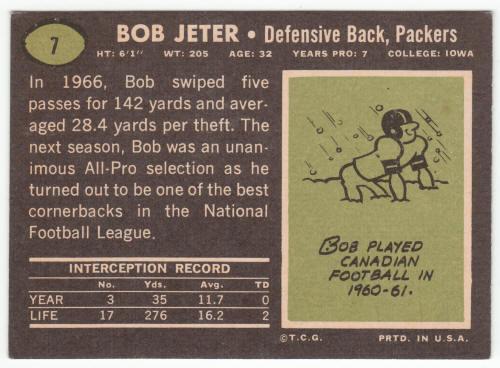 7
BOB JETER • Defensive Back, Packers
HT: 6'1" WT: 205 AGE: 32 YEARS PRO: 7 COLLEGE: IOWA
In 1966, Bob swiped five
passes for 142 yards and aver-
aged 28.4 yards per theft. The
next season, Bob was an unan-
imous All-Pro selection as he
turned out to be one of the best
cornerbacks in the National
Football League.
INTERCEPTION RECORD
No. Yds. Avg. TD
YEAR 3 35 11.7 0
LIFE 17 276 16.2 2
BOB PLAYED
CANADIAN
FOOTBALL IN
1960-61.
©T.C.G. PRTD. IN U.S.A.